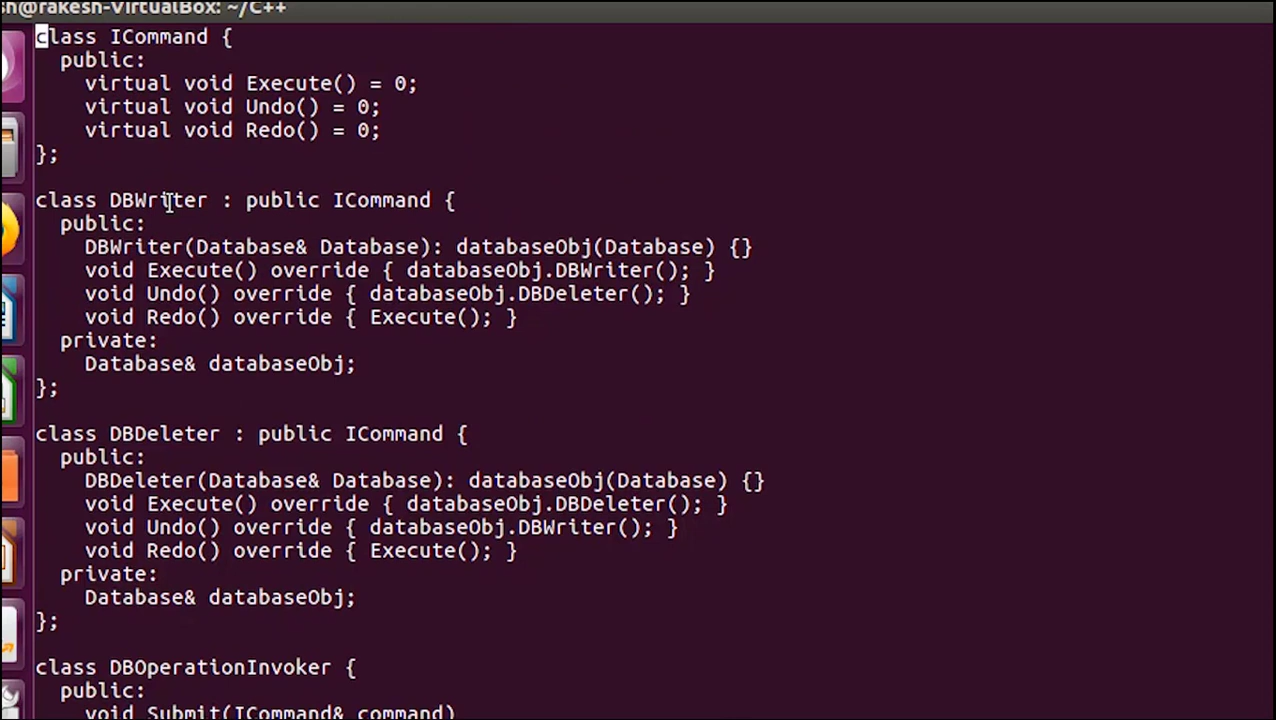 sh@rakesh-VirtualBox: ~/C++
class ICommand {
public:
virtual void Execute() = 0;
virtual void Undo() = 0;
virtual void Redo() = 0;
};
class DBWriter : public ICommand {
public:
DBWriter(Database& Database): databaseObj(Database) {}
void Execute() override { databaseObj.DBWriter(); }
void Undo() override { databaseObj.DBDeleter(); }
void Redo() override { Execute(); }
private:
Database& databaseObj;
};
class DBDeleter : public ICommand {
public:
DBDeleter(Database& Database): databaseObj(Database) {}
void Execute() override { databaseObj.DBDeleter(); }
void Undo() override { databaseObj.DBWriter(); }
void Redo() override { Execute(); }
private:
Database& databaseObj;
};
class DBOperationInvoker {
public:
void Submit(ICommand& command)